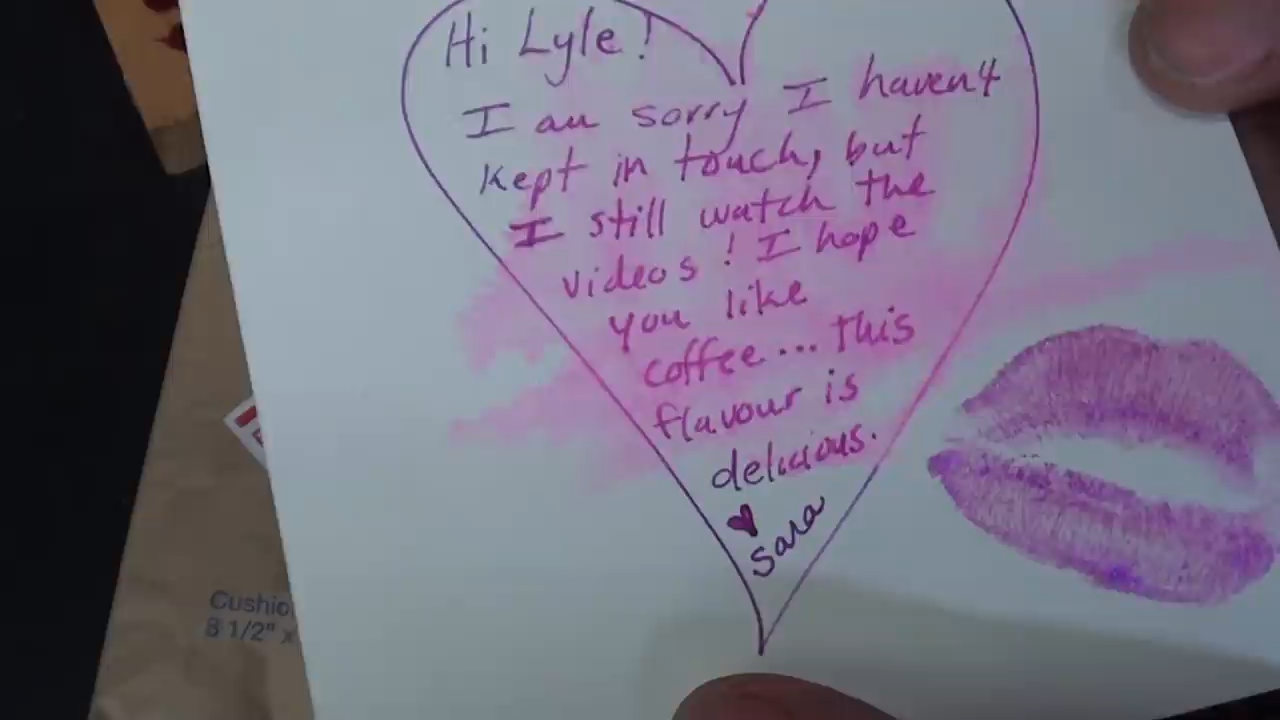 Hi Lyle!
I am sorry I haven't
kept in touch, but
I still watch the
videos! I hope
you like
coffee... this
flavour is
delicious.
♥
Sara
Cushio
8 1/2" x